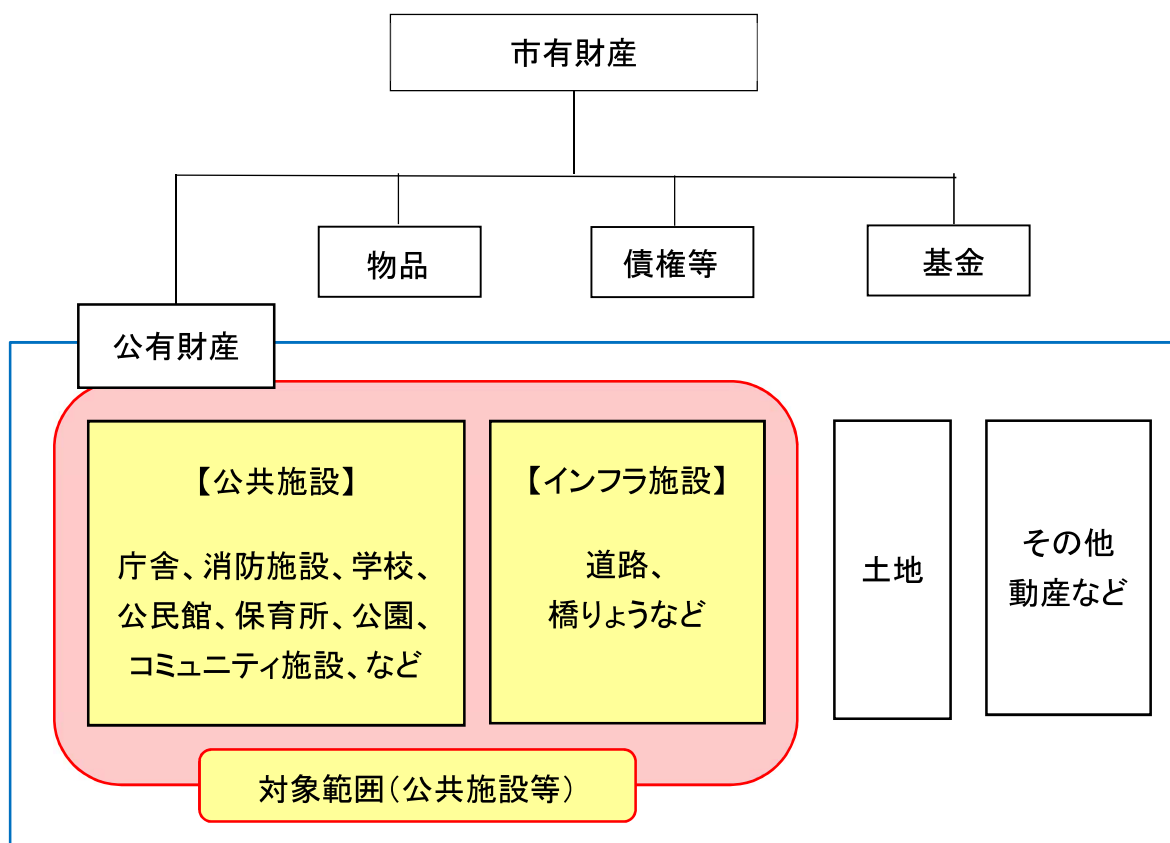 市有財産
物品
債権等
基金
公有財産
【公共施設】
庁舎、消防施設、学校、
公民館、保育所、公園、
コミュニティ施設、など
【インフラ施設】
道路、
橋りょうなど
土地
その他
動産など
対象範囲（公共施設等）